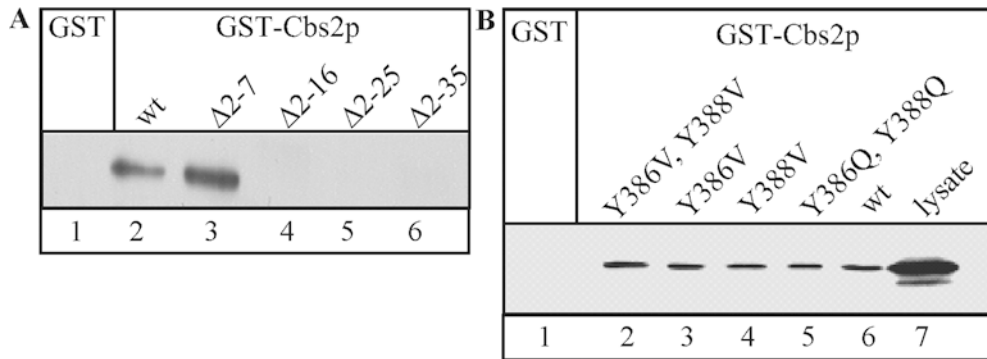 A
GST
GST-Cbs2p
wt
Δ2-7
Δ2-16
Δ2-25
Δ2-35
1 2 3 4 5 6
B
GST
GST-Cbs2p
Y386V, Y388V
Y386V
Y388V
Y386Q, Y388Q
wt
lysate
1 2 3 4 5 6 7